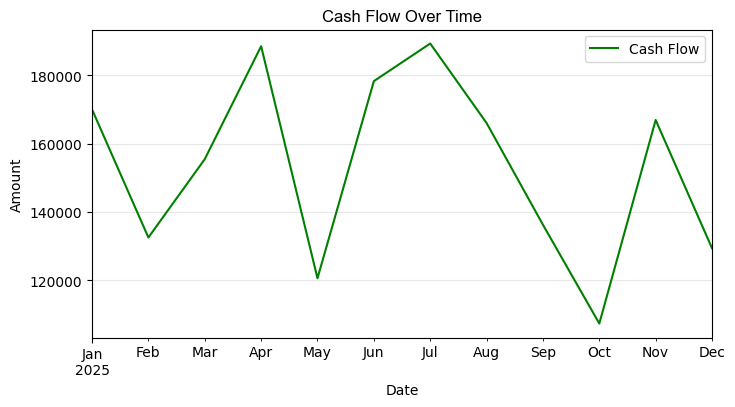 Cash Flow Over Time
Cash Flow
Amount
180000
160000
140000
120000
Jan Feb Mar Apr May Jun Jul Aug Sep Oct Nov Dec
2025
Date